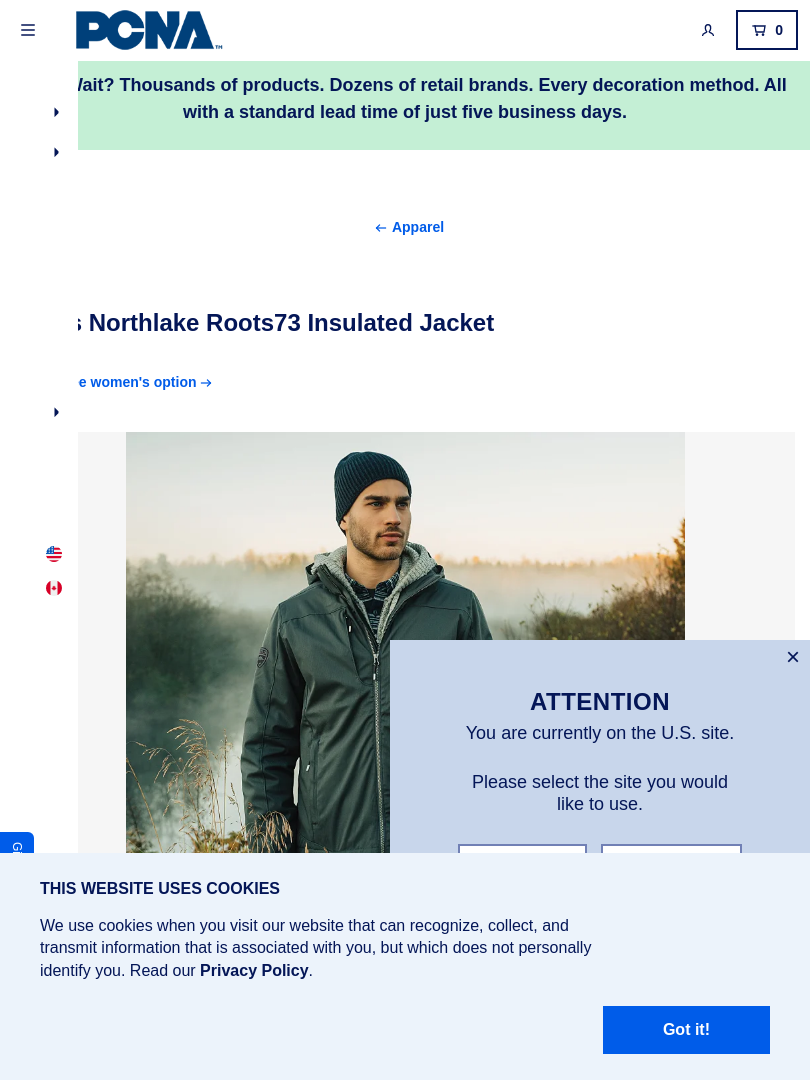 PCNA™
0
Wait? Thousands of products. Dozens of retail brands. Every decoration method. All
with a standard lead time of just five business days.
Apparel
Northlake Roots73 Insulated Jacket
women's option
×
ATTENTION
You are currently on the U.S. site.
Please select the site you would
like to use.
THIS WEBSITE USES COOKIES
We use cookies when you visit our website that can recognize, collect, and
transmit information that is associated with you, but which does not personally
identify you. Read our Privacy Policy.
Got it!